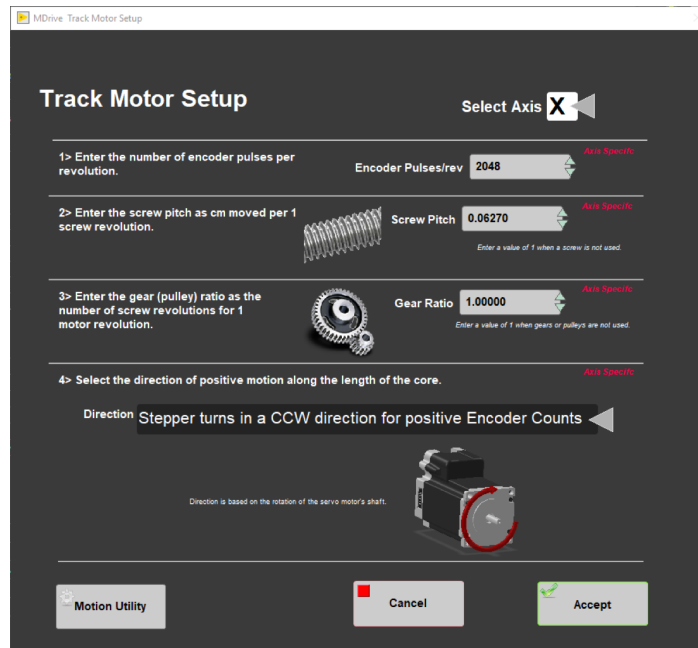 MDrive Track Motor Setup
Track Motor Setup
Select Axis X
Axis Specifc
1> Enter the number of encoder pulses per
revolution.
Encoder Pulses/rev 2048
Axis Specifc
2> Enter the screw pitch as cm moved per 1
screw revolution.
Screw Pitch 0.06270
Enter a value of 1 when a screw is not used.
Axis Specifc
3> Enter the gear (pulley) ratio as the
number of screw revolutions for 1
motor revolution.
Gear Ratio 1.00000
Enter a value of 1 when gears or pulleys are not used.
Axis Specifc
4> Select the direction of positive motion along the length of the core.
Direction Stepper turns in a CCW direction for positive Encoder Counts
Direction is based on the rotation of the servo motor's shaft.
Motion Utility
Cancel
Accept